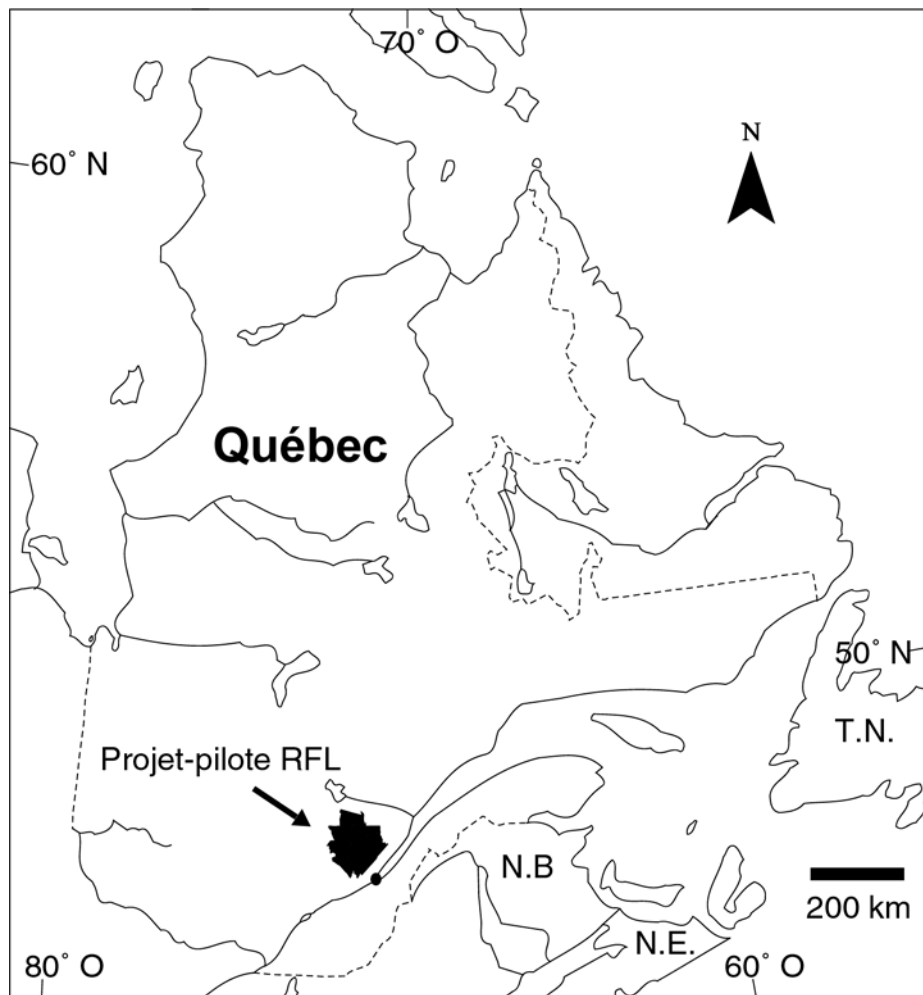 70° O
N
60° N
Québec
50° N
T.N.
Projet-pilote RFL
N.B
200 km
N.E.
80° O
60° O